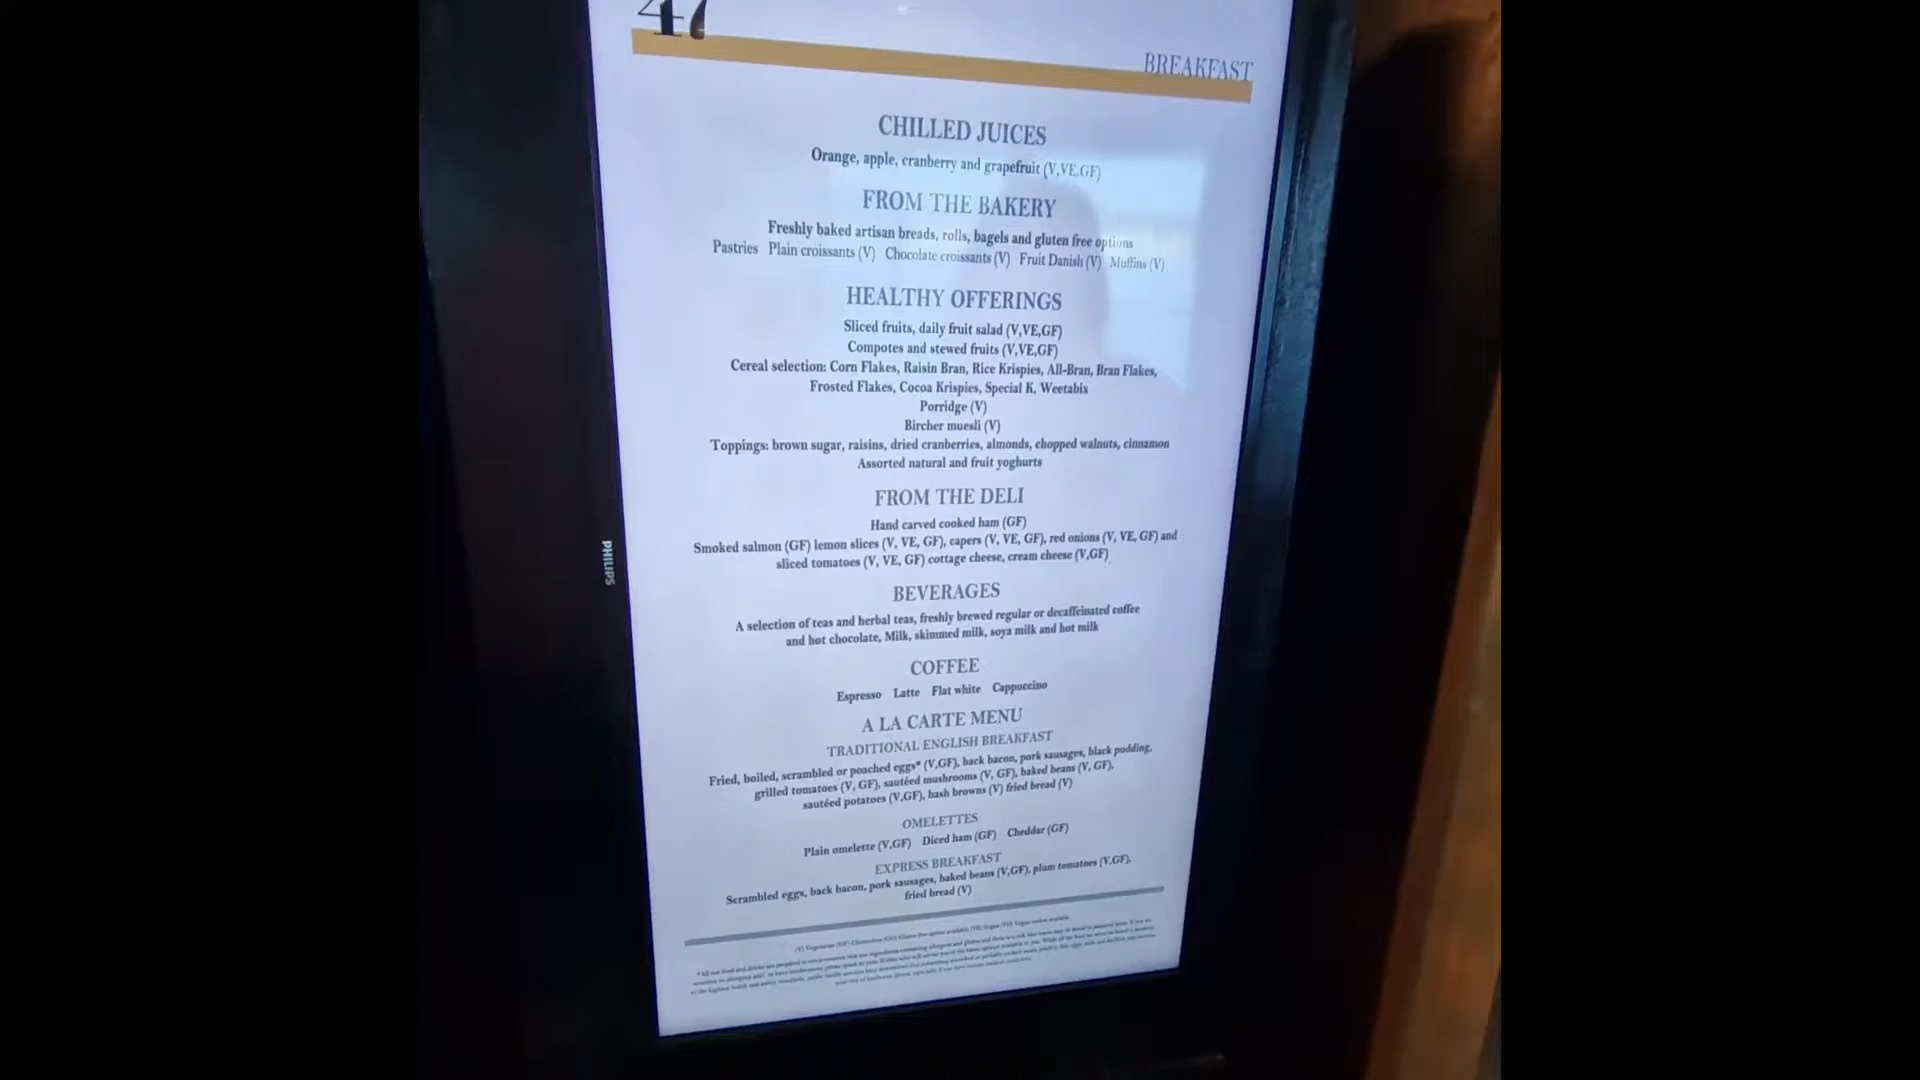 47
BREAKFAST
CHILLED JUICES
Orange, apple, cranberry and grapefruit (V,VE,GF)
FROM THE BAKERY
Freshly baked artisan breads, rolls, bagels and gluten free options
Pastries Plain croissants (V) Chocolate croissants (V) Fruit Danish (V) Muffins (V)
HEALTHY OFFERINGS
Sliced fruits, daily fruit salad (V,VE,GF)
Compotes and stewed fruits (V,VE,GF)
Cereal selection: Corn Flakes, Raisin Bran, Rice Krispies, All-Bran, Bran Flakes,
Frosted Flakes, Cocoa Krispies, Special K, Weetabix
Porridge (V)
Bircher muesli (V)
Toppings: brown sugar, raisins, dried cranberries, almonds, chopped walnuts, cinnamon
Assorted natural and fruit yoghurts
FROM THE DELI
Hand carved cooked ham (GF)
Smoked salmon (GF) lemon slices (V, VE, GF), capers (V, VE, GF), red onions (V, VE, GF) and
sliced tomatoes (V, VE, GF) cottage cheese, cream cheese (V,GF)
PHILIPS
BEVERAGES
A selection of teas and herbal teas, freshly brewed regular or decaffeinated coffee
and hot chocolate, Milk, skimmed milk, soya milk and hot milk
COFFEE
Espresso Latte Flat white Cappuccino
A LA CARTE MENU
TRADITIONAL ENGLISH BREAKFAST
Fried, boiled, scrambled or poached eggs* (V,GF), back bacon, pork sausages, black pudding,
grilled tomatoes (V, GF), sautéed mushrooms (V, GF), baked beans (V, GF),
sautéed potatoes (V,GF), hash browns (V) fried bread (V)
OMELETTES
Plain omelette (V,GF) Diced ham (GF) Cheddar (GF)
EXPRESS BREAKFAST
Scrambled eggs, back bacon, pork sausages, baked beans (V,GF), plum tomatoes (V,GF),
fried bread (V)